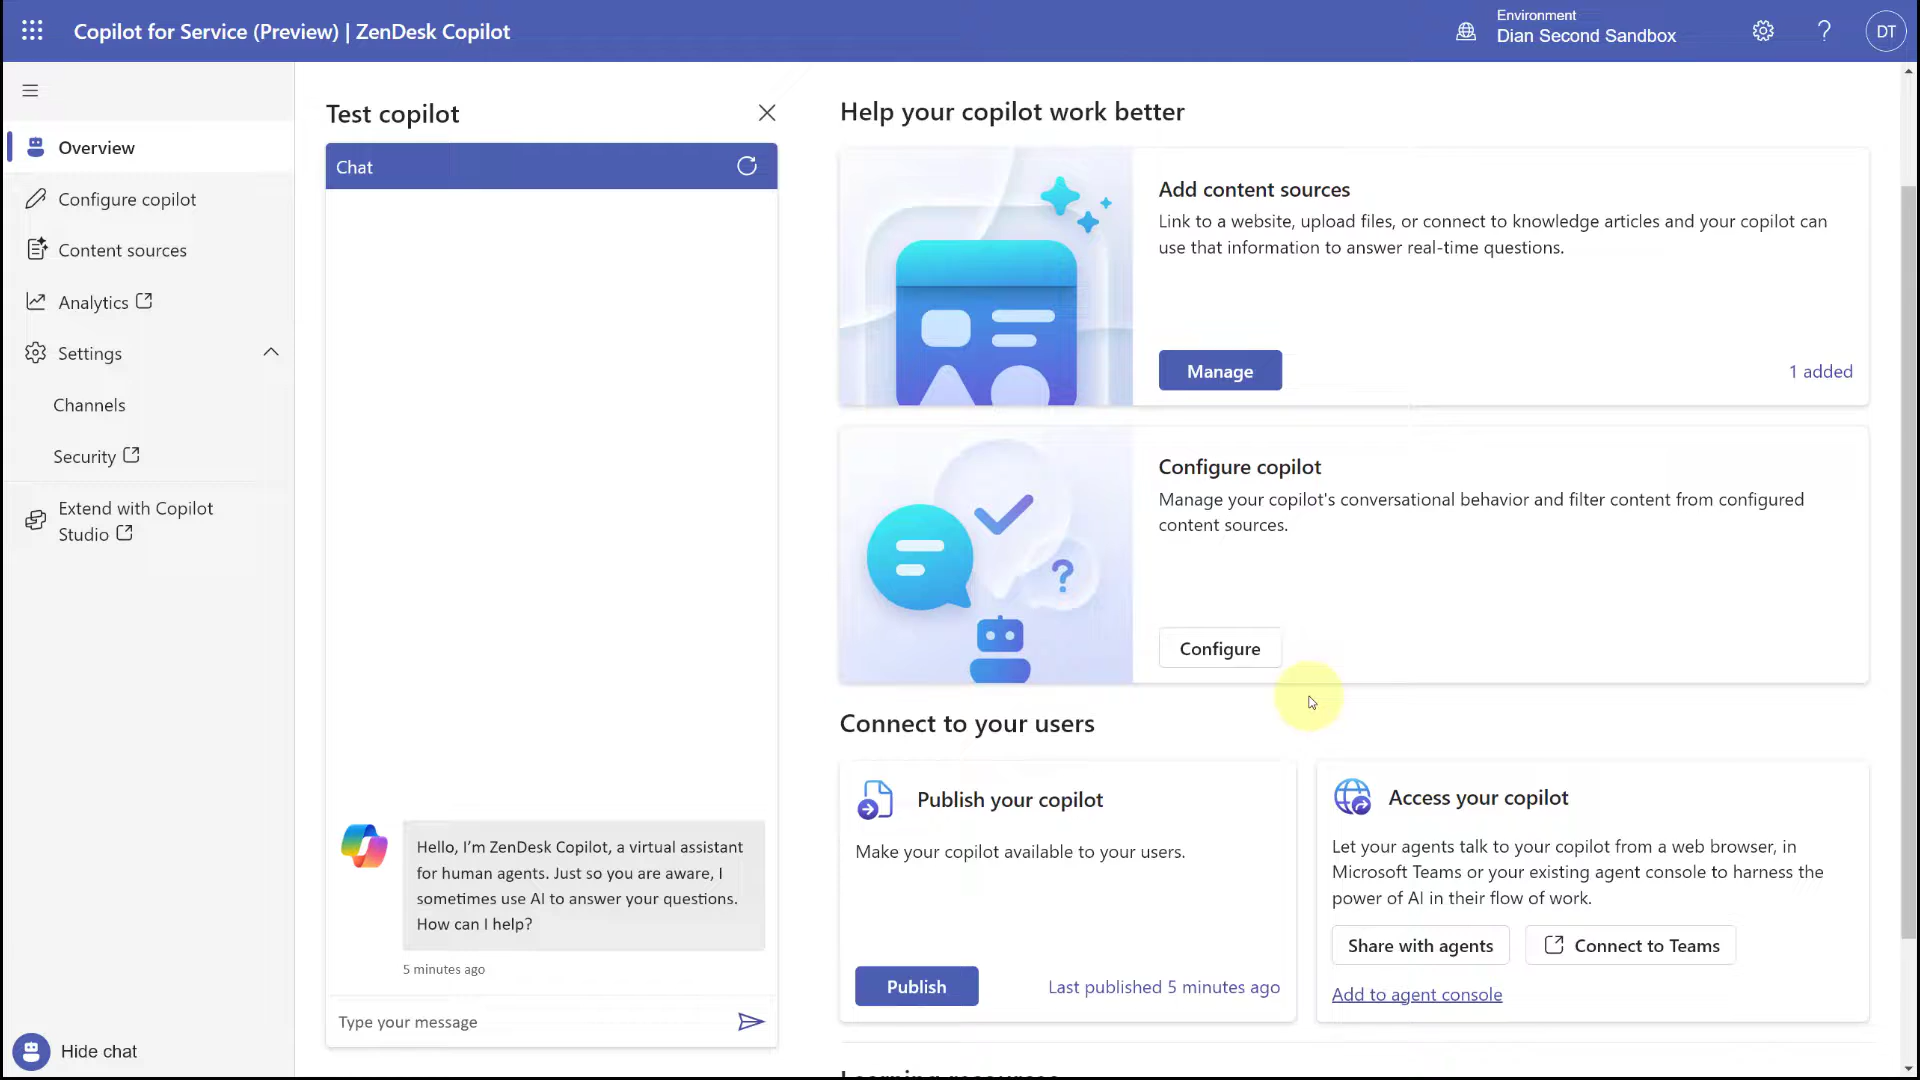 Copilot for Service (Preview) | ZenDesk Copilot
Environment
Dian Second Sandbox
?
DT
Overview
Configure copilot
Content sources
Analytics
Settings
Channels
Security
Extend with Copilot
Studio
Hide chat
Test copilot
Chat
Hello, I'm ZenDesk Copilot, a virtual assistant
for human agents. Just so you are aware, I
sometimes use AI to answer your questions.
How can I help?
5 minutes ago
Type your message
Help your copilot work better
Add content sources
Link to a website, upload files, or connect to knowledge articles and your copilot can
use that information to answer real-time questions.
Manage
1 added
?
Configure copilot
Manage your copilot's conversational behavior and filter content from configured
content sources.
Configure
Connect to your users
Publish your copilot
Make your copilot available to your users.
Publish
Last published 5 minutes ago
Access your copilot
Let your agents talk to your copilot from a web browser, in
Microsoft Teams or your existing agent console to harness the
power of AI in their flow of work.
Share with agents
Connect to Teams
Add to agent console
Learning resources